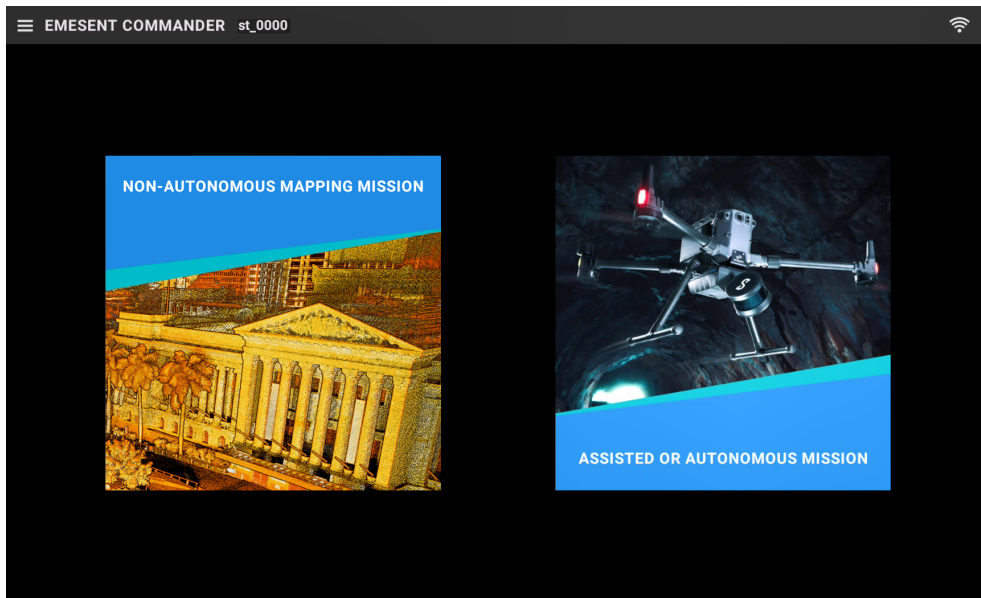 EMESENT COMMANDER st_0000
NON-AUTONOMOUS MAPPING MISSION
ASSISTED OR AUTONOMOUS MISSION